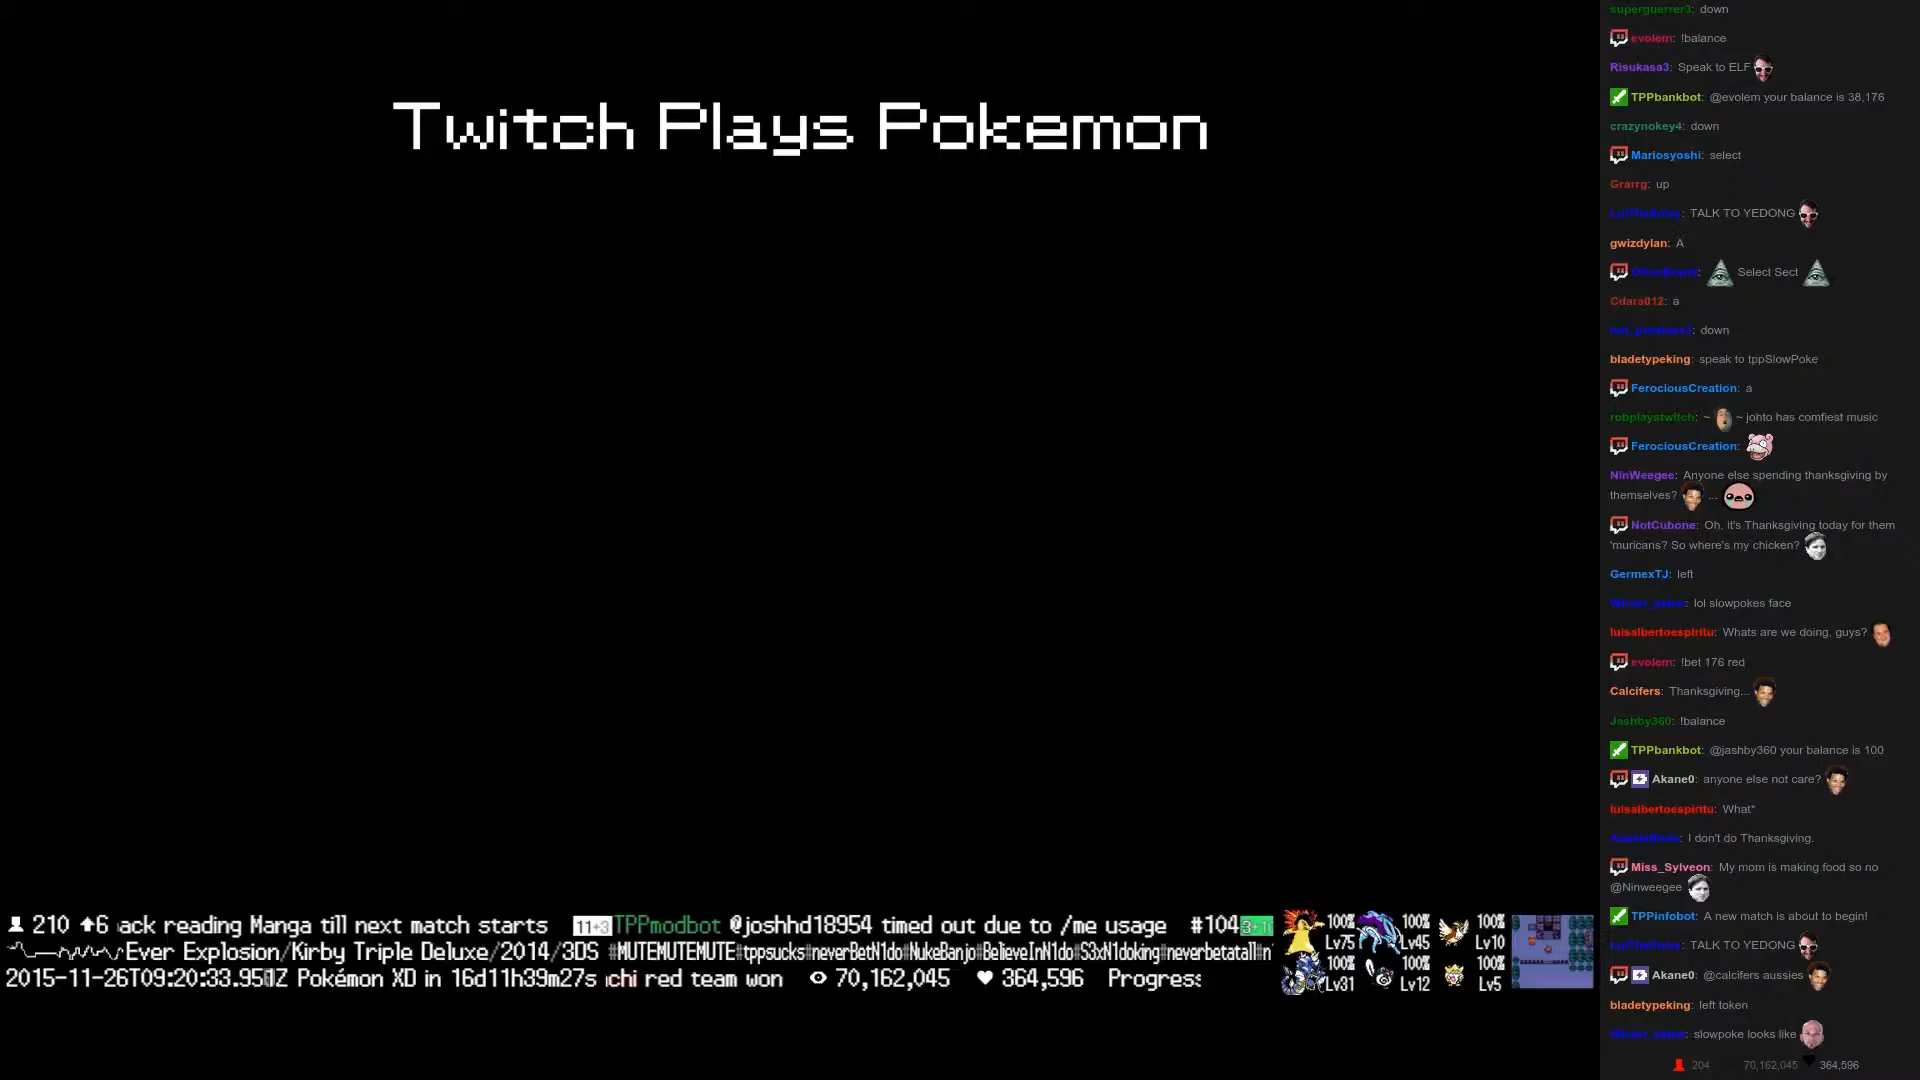 Twitch Plays Pokemon
210 6 ack reading Manga till next match starts 11+3 TPPmodbot @joshhd18954 timed out due to /me usage #104
Ever Explosion/Kirby Triple Deluxe/2014/3DS #MUTEMUTEMUTE#tppsucks#neverBetN1do#NukeBanjo#BelieveInN1do#S3xN1doking#neverbetatall#n
2015-11-26T09:20:33.950Z Pokémon XD in 16d11h39m27s chi red team won 70,162,045 364,596 Progress
100% 100% 100%
Lv75 Lv45 Lv10
100% 100% 100%
Lv31 Lv12 Lv5
superguerrer3: down
evolem: !balance
Risukasa3: Speak to ELF
TPPbankbot: @evolem your balance is 38,176
crazynokey4: down
Mariosyoshi: select
Grarrg: up
TALK TO YEDONG
gwizdylan: A
Select Sect
Cdara012: a
down
bladetypeking: speak to tppSlowPoke
FerociousCreation: a
robplaystwitch: ~ ~ johto has comfiest music
FerociousCreation:
NinWeegee: Anyone else spending thanksgiving by
themselves? ...
NotCubone: Oh, it's Thanksgiving today for them
'muricans? So where's my chicken?
GermexTJ: left
lol slowpokes face
luisalbertoespiritu: Whats are we doing, guys?
evolem: !bet 176 red
Calcifers: Thanksgiving...
Jashby360: !balance
TPPbankbot: @jashby360 your balance is 100
Akane0: anyone else not care?
luisalbertoespiritu: What*
I don't do Thanksgiving.
Miss_Sylveon: My mom is making food so no
@Ninweegee
TPPinfobot: A new match is about to begin!
TALK TO YEDONG
Akane0: @calcifers aussies
bladetypeking: left token
slowpoke looks like
204 70,162,045 364,596